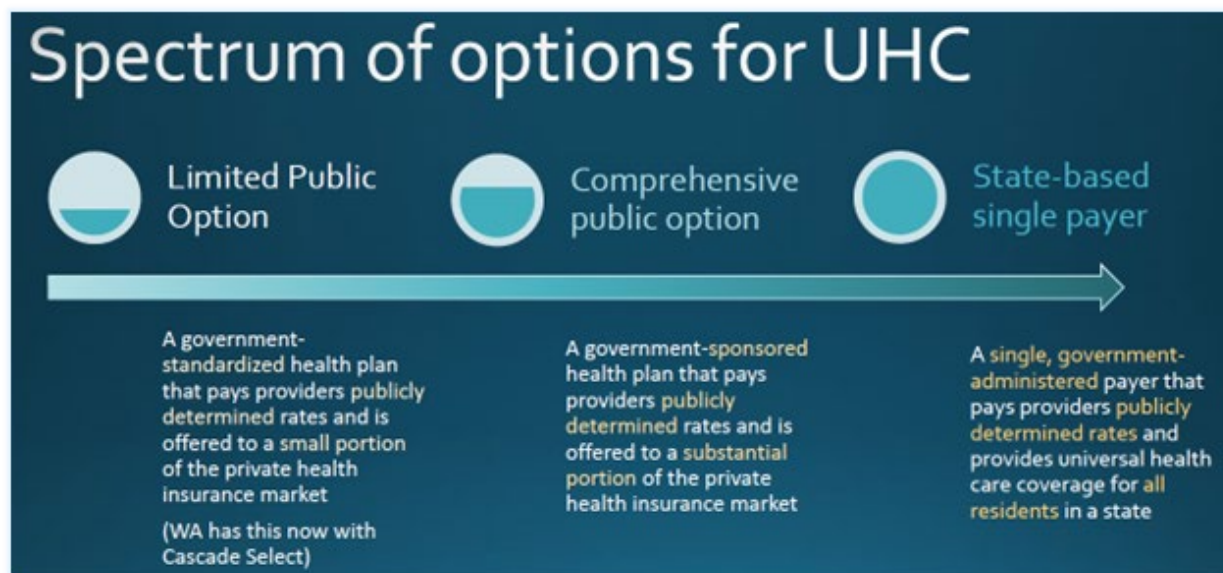 Spectrum of options for UHC
Limited Public
Option
Comprehensive
public option
State-based
single payer
A government-
standardized health plan
that pays providers publicly
determined rates and is
offered to a small portion
of the private health
insurance market
(WA has this now with
Cascade Select)
A government-sponsored
health plan that pays
providers publicly
determined rates and is
offered to a substantial
portion of the private
health insurance market
A single, government-
administered payer that
pays providers publicly
determined rates and
provides universal health
care coverage for all
residents in a state